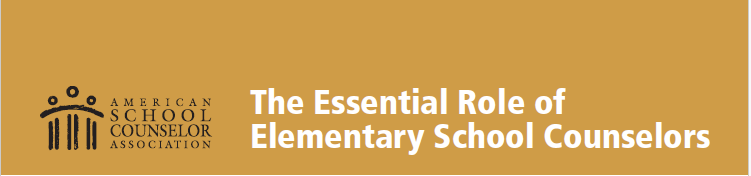 AMERICAN
SCHOOL
COUNSELOR
ASSOCIATION
The Essential Role of
Elementary School Counselors